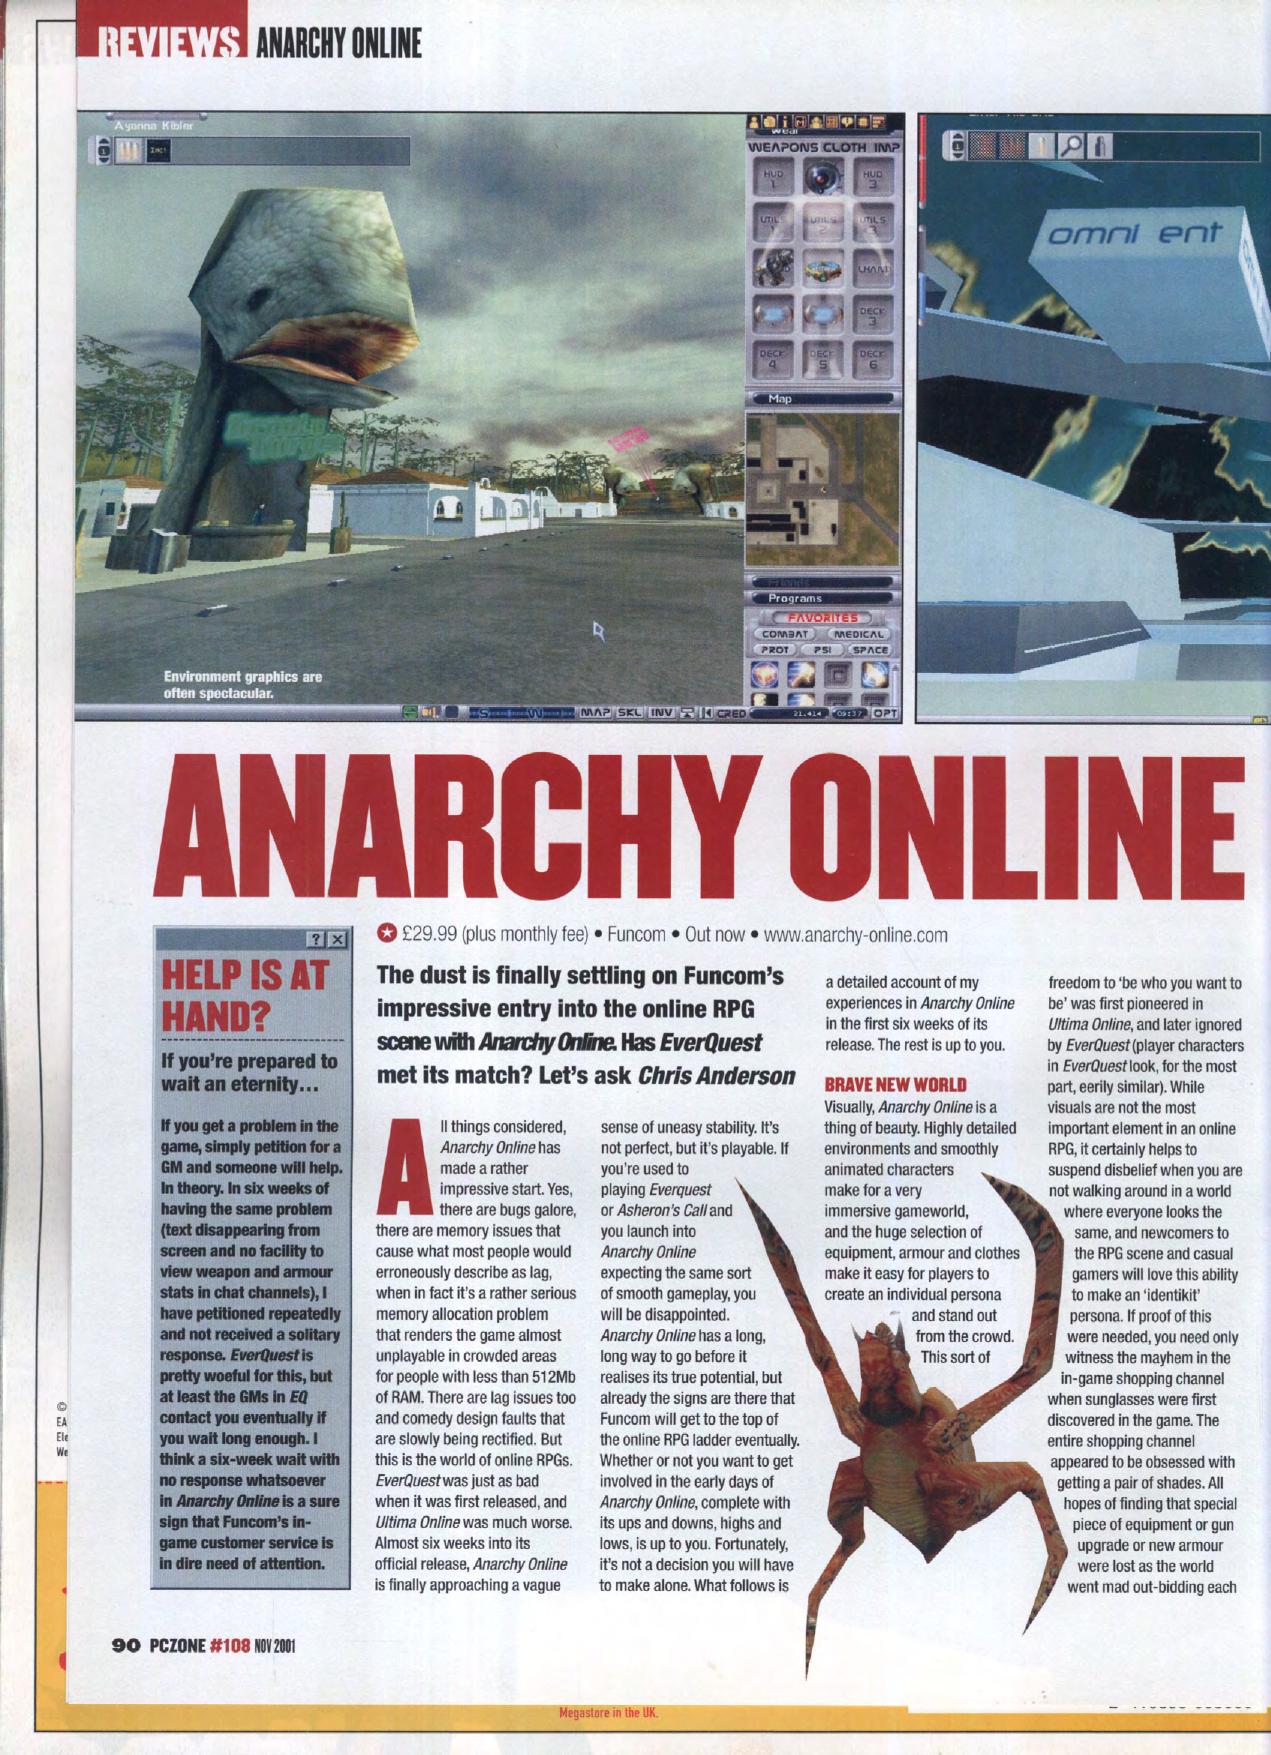 REVIEWS ANARCHY ONLINE
Ayanna Kibler
WEAPONS CLOTH IMP
HUD 1
HUD 3
UTILS
UTILS 2
UTILS 3
DECK 3
DECK 4
DECK 5
DECK 6
Map
Friends
Programs
FAVORITES
COMBAT MEDICAL
PROT PSI SPACE
MAP SKL INV CRED 21.414 09:37 OPT
omni ent
Environment graphics are
often spectacular.
ANARCHY ONLINE
£29.99 (plus monthly fee) • Funcom • Out now • www.anarchy-online.com
? X
HELP IS AT
HAND?
If you're prepared to
wait an eternity...
If you get a problem in the
game, simply petition for a
GM and someone will help.
In theory. In six weeks of
having the same problem
(text disappearing from
screen and no facility to
view weapon and armour
stats in chat channels), I
have petitioned repeatedly
and not received a solitary
response. EverQuest is
pretty woeful for this, but
at least the GMs in EQ
contact you eventually if
you wait long enough. I
think a six-week wait with
no response whatsoever
in Anarchy Online is a sure
sign that Funcom's in-
game customer service is
in dire need of attention.
The dust is finally settling on Funcom's
impressive entry into the online RPG
scene with Anarchy Online. Has EverQuest
met its match? Let's ask Chris Anderson
All things considered,
Anarchy Online has
made a rather
impressive start. Yes,
there are bugs galore,
there are memory issues that
cause what most people would
erroneously describe as lag,
when in fact it's a rather serious
memory allocation problem
that renders the game almost
unplayable in crowded areas
for people with less than 512Mb
of RAM. There are lag issues too
and comedy design faults that
are slowly being rectified. But
this is the world of online RPGs.
EverQuest was just as bad
when it was first released, and
Ultima Online was much worse.
Almost six weeks into its
official release, Anarchy Online
is finally approaching a vague
sense of uneasy stability. It's
not perfect, but it's playable. If
you're used to
playing Everquest
or Asheron's Call and
you launch into
Anarchy Online
expecting the same sort
of smooth gameplay, you
will be disappointed.
Anarchy Online has a long,
long way to go before it
realises its true potential, but
already the signs are there that
Funcom will get to the top of
the online RPG ladder eventually.
Whether or not you want to get
involved in the early days of
Anarchy Online, complete with
its ups and downs, highs and
lows, is up to you. Fortunately,
it's not a decision you will have
to make alone. What follows is
a detailed account of my
experiences in Anarchy Online
in the first six weeks of its
release. The rest is up to you.
BRAVE NEW WORLD
Visually, Anarchy Online is a
thing of beauty. Highly detailed
environments and smoothly
animated characters
make for a very
immersive gameworld,
and the huge selection of
equipment, armour and clothes
make it easy for players to
create an individual persona
and stand out
from the crowd.
This sort of
freedom to 'be who you want to
be' was first pioneered in
Ultima Online, and later ignored
by EverQuest (player characters
in EverQuest look, for the most
part, eerily similar). While
visuals are not the most
important element in an online
RPG, it certainly helps to
suspend disbelief when you are
not walking around in a world
where everyone looks the
same, and newcomers to
the RPG scene and casual
gamers will love this ability
to make an 'identikit'
persona. If proof of this
were needed, you need only
witness the mayhem in the
in-game shopping channel
when sunglasses were first
discovered in the game. The
entire shopping channel
appeared to be obsessed with
getting a pair of shades. All
hopes of finding that special
piece of equipment or gun
upgrade or new armour
were lost as the world
went mad out-bidding each
©
EA
Ele
We
90 PCZONE #108 NOV 2001
Megastore in the UK.